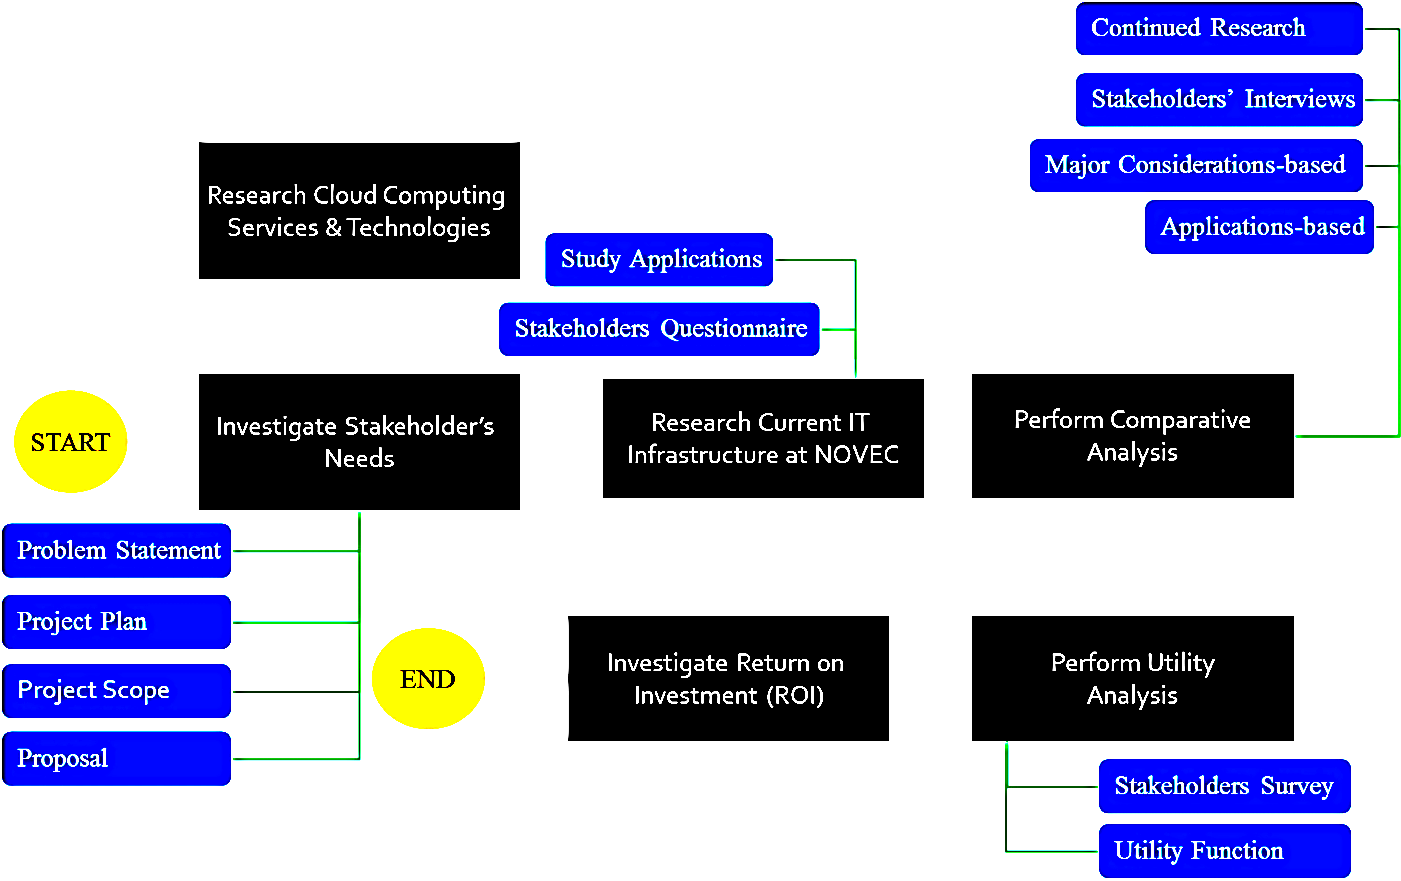 Continued Research
Stakeholders’ Interviews
Major Considerations-based
Applications-based
Research Cloud Computing
Services & Technologies
Study Applications
Stakeholders Questionnaire
START
Investigate Stakeholder’s
Needs
Research Current IT
Infrastructure at NOVEC
Perform Comparative
Analysis
Problem Statement
Project Plan
Project Scope
Proposal
END
Investigate Return on
Investment (ROI)
Perform Utility
Analysis
Stakeholders Survey
Utility Function